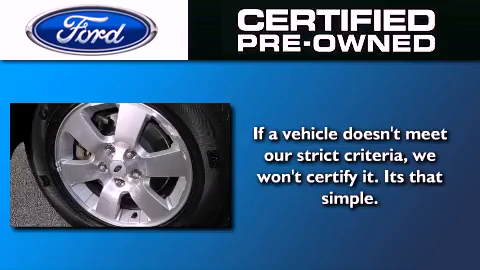 Ford
CERTIFIED
PRE-OWNED
If a vehicle doesn't meet
our strict criteria, we
won't certify it. Its that
simple.